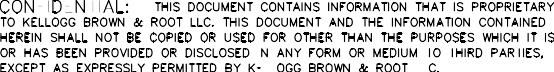 CONFIDENTIAL: THIS DOCUMENT CONTAINS INFORMATION THAT IS PROPRIETARY
TO KELLOGG BROWN & ROOT LLC. THIS DOCUMENT AND THE INFORMATION CONTAINED
HEREIN SHALL NOT BE COPIED OR USED FOR OTHER THAN THE PURPOSES WHICH IT IS
OR HAS BEEN PROVIDED OR DISCLOSED IN ANY FORM OR MEDIUM TO THIRD PARTIES,
EXCEPT AS EXPRESSLY PERMITTED BY KELLOGG BROWN & ROOT LLC.